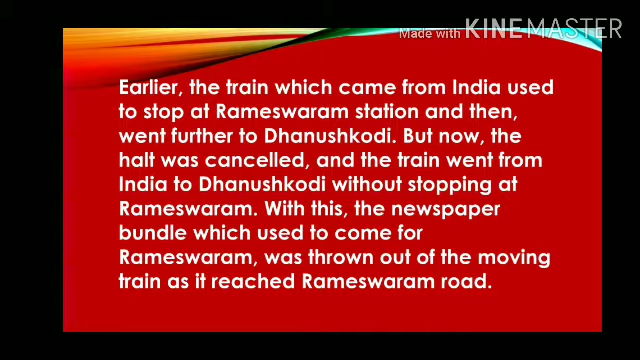 Made with KINEMASTER
Earlier, the train which came from India used
to stop at Rameswaram station and then,
went further to Dhanushkodi. But now, the
halt was cancelled, and the train went from
India to Dhanushkodi without stopping at
Rameswaram. With this, the newspaper
bundle which used to come for
Rameswaram, was thrown out of the moving
train as it reached Rameswaram road.